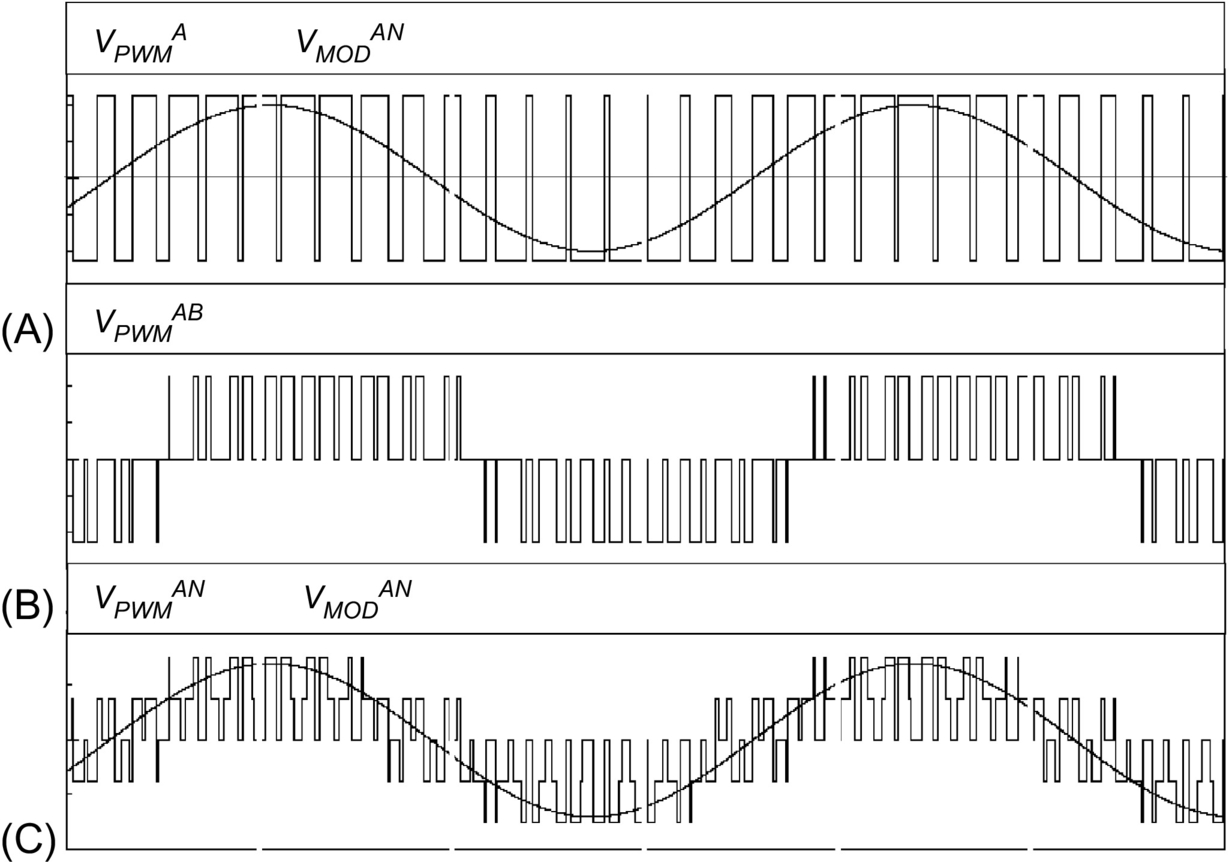 V_PWM^A V_MOD^AN
(A)
V_PWM^AB
(B)
V_PWM^AN V_MOD^AN
(C)